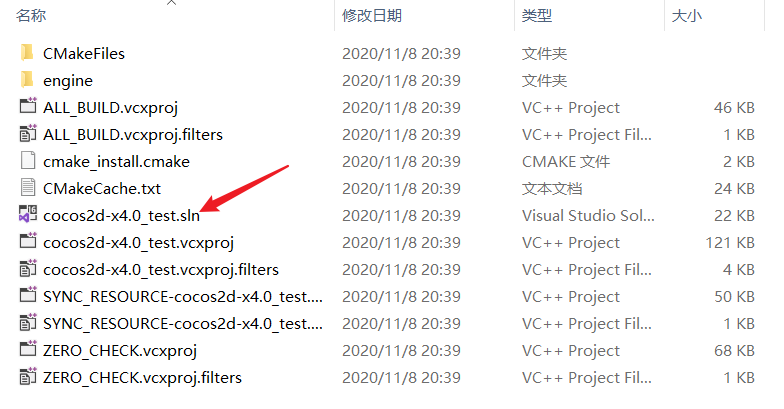 名称 修改日期 类型 大小
CMakeFiles 2020/11/8 20:39 文件夹
engine 2020/11/8 20:39 文件夹
ALL_BUILD.vcxproj 2020/11/8 20:39 VC++ Project 46 KB
ALL_BUILD.vcxproj.filters 2020/11/8 20:39 VC++ Project Fil... 1 KB
cmake_install.cmake 2020/11/8 20:39 CMAKE 文件 2 KB
CMakeCache.txt 2020/11/8 20:39 文本文档 24 KB
cocos2d-x4.0_test.sln 2020/11/8 20:39 Visual Studio Sol... 22 KB
cocos2d-x4.0_test.vcxproj 2020/11/8 20:39 VC++ Project 121 KB
cocos2d-x4.0_test.vcxproj.filters 2020/11/8 20:39 VC++ Project Fil... 4 KB
SYNC_RESOURCE-cocos2d-x4.0_test.... 2020/11/8 20:39 VC++ Project 50 KB
SYNC_RESOURCE-cocos2d-x4.0_test.... 2020/11/8 20:39 VC++ Project Fil... 1 KB
ZERO_CHECK.vcxproj 2020/11/8 20:39 VC++ Project 68 KB
ZERO_CHECK.vcxproj.filters 2020/11/8 20:39 VC++ Project Fil... 1 KB